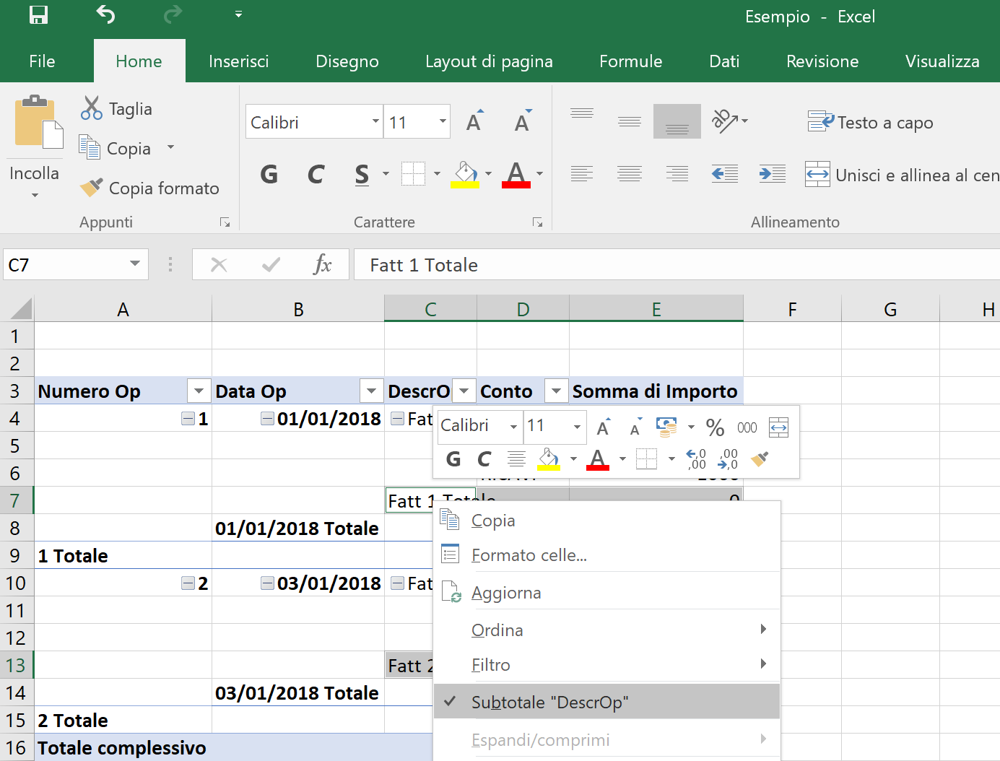 Esempio - Excel
File Home Inserisci Disegno Layout di pagina Formule Dati Revisione Visualizza
Taglia
Copia
Copia formato
Incolla
Appunti
Calibri 11
G C S A
Carattere
Testo a capo
Unisci e allinea al cen
Allineamento
C7 fx Fatt 1 Totale
A B C D E F G H
1
2
3 Numero Op Data Op DescrO Conto Somma di Importo
4 1 01/01/2018 Fat
Calibri 11 A A % 000
5
G C A ,0 ,00 ,00 ,0
6
7 Fatt 1 Totale 0
Copia
8 01/01/2018 Totale
9 1 Totale
Formato celle...
10 2 03/01/2018 Fat
Aggiorna
11
12
Ordina
13 Fatt 2
Filtro
14 03/01/2018 Totale
Subtotale "DescrOp"
15 2 Totale
Espandi/comprimi
16 Totale complessivo